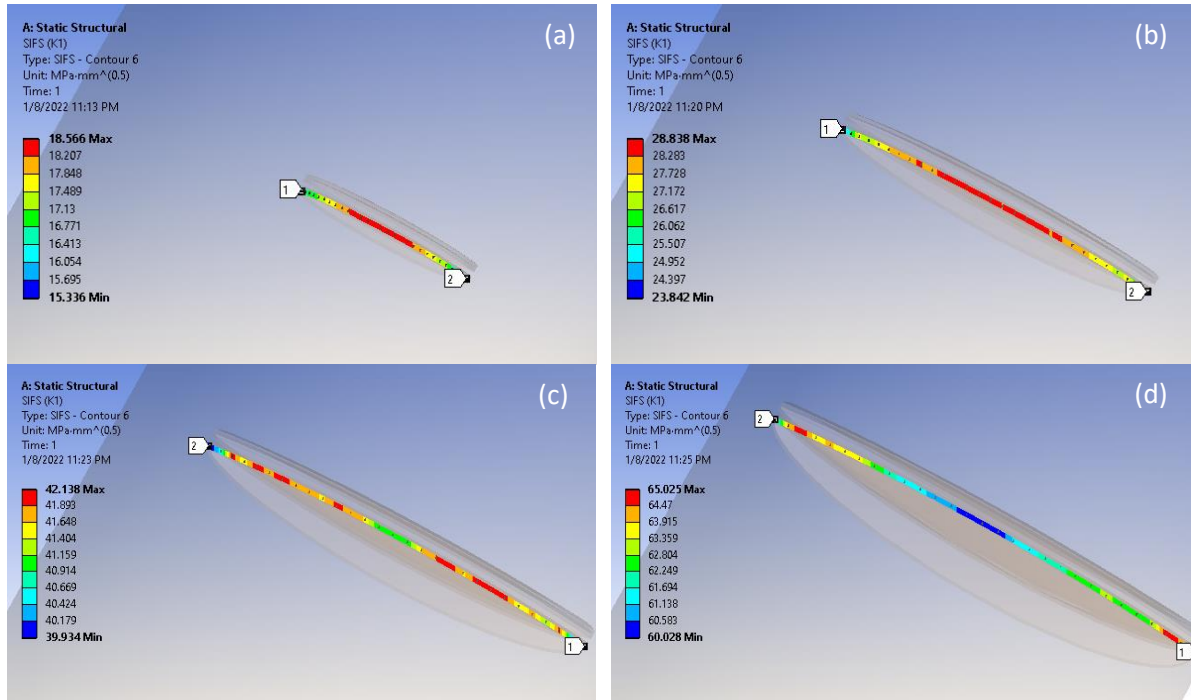 A: Static Structural
SIFS (K1)
Type: SIFS - Contour 6
Unit: MPa·mm^(0.5)
Time: 1
1/8/2022 11:13 PM
(a)
18.566 Max
18.207
17.848
17.489
17.13
16.771
16.413
16.054
15.695
15.336 Min
1
2
A: Static Structural
SIFS (K1)
Type: SIFS - Contour 6
Unit: MPa·mm^(0.5)
Time: 1
1/8/2022 11:20 PM
(b)
28.838 Max
28.283
27.728
27.172
26.617
26.062
25.507
24.952
24.397
23.842 Min
1
2
A: Static Structural
SIFS (K1)
Type: SIFS - Contour 6
Unit: MPa·mm^(0.5)
Time: 1
1/8/2022 11:23 PM
(c)
42.138 Max
41.893
41.648
41.404
41.159
40.914
40.669
40.424
40.179
39.934 Min
2
1
A: Static Structural
SIFS (K1)
Type: SIFS - Contour 6
Unit: MPa·mm^(0.5)
Time: 1
1/8/2022 11:25 PM
(d)
65.025 Max
64.47
63.915
63.359
62.804
62.249
61.694
61.138
60.583
60.028 Min
2
1